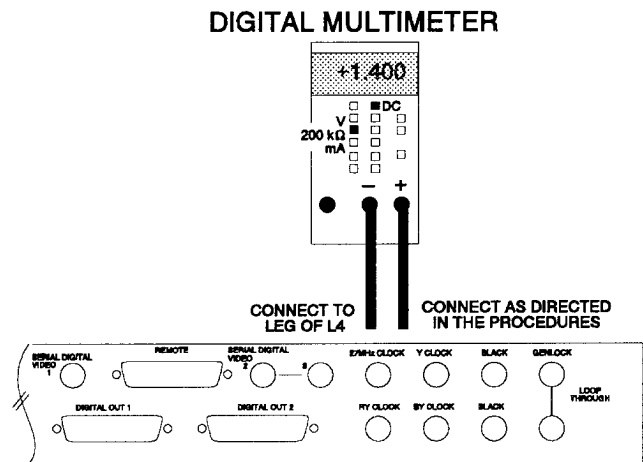 DIGITAL MULTIMETER
+1.400
DC
V
200 kΩ
mA
− +
CONNECT TO
LEG OF L4
CONNECT AS DIRECTED
IN THE PROCEDURES
SERIAL DIGITAL
VIDEO
1
REMOTE
SERIAL DIGITAL
VIDEO
2
3
27MHz CLOCK
Y CLOCK
BLACK
GENLOCK
LOOP
THROUGH
DIGITAL OUT 1
DIGITAL OUT 2
RY CLOCK
BY CLOCK
BLACK